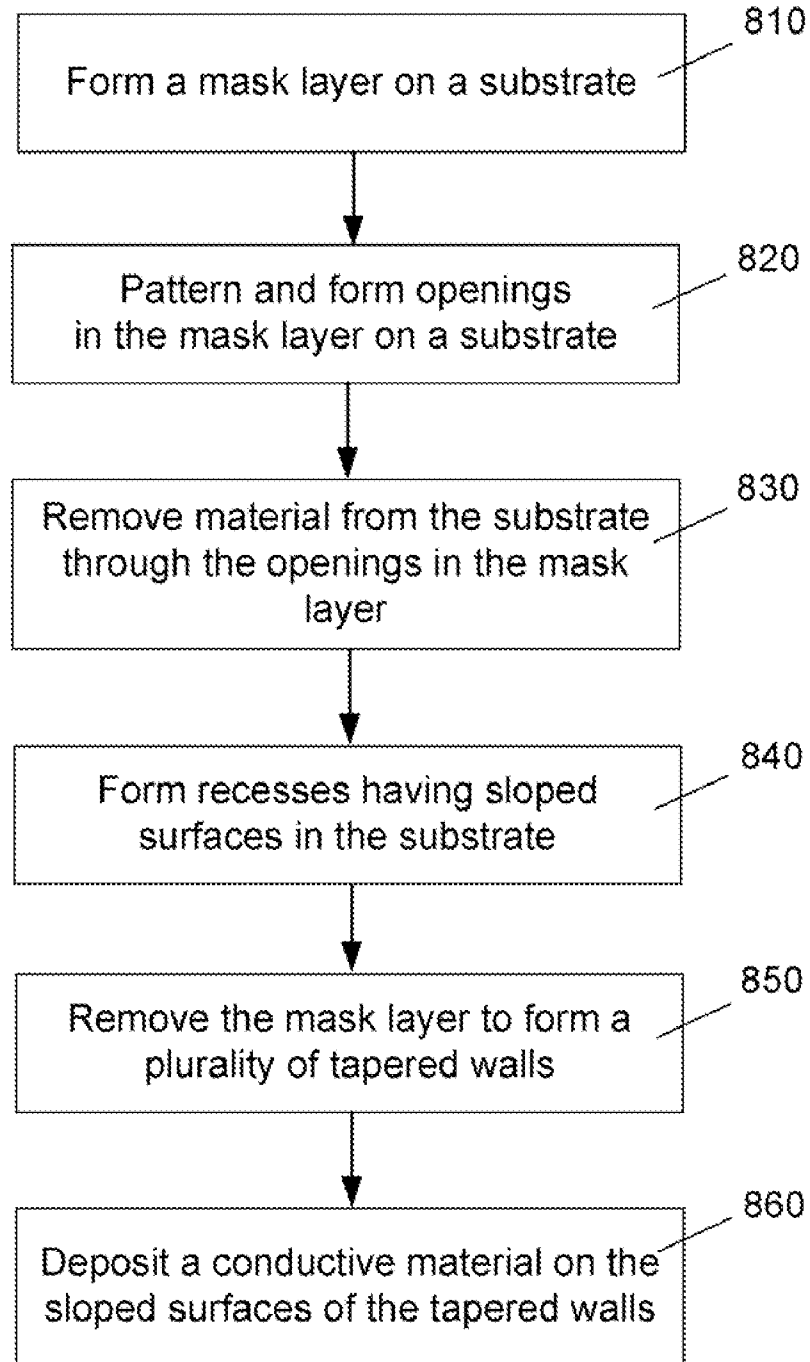 810
Form a mask layer on a substrate
820
Pattern and form openings
in the mask layer on a substrate
830
Remove material from the substrate
through the openings in the mask
layer
840
Form recesses having sloped
surfaces in the substrate
850
Remove the mask layer to form a
plurality of tapered walls
860
Deposit a conductive material on the
sloped surfaces of the tapered walls